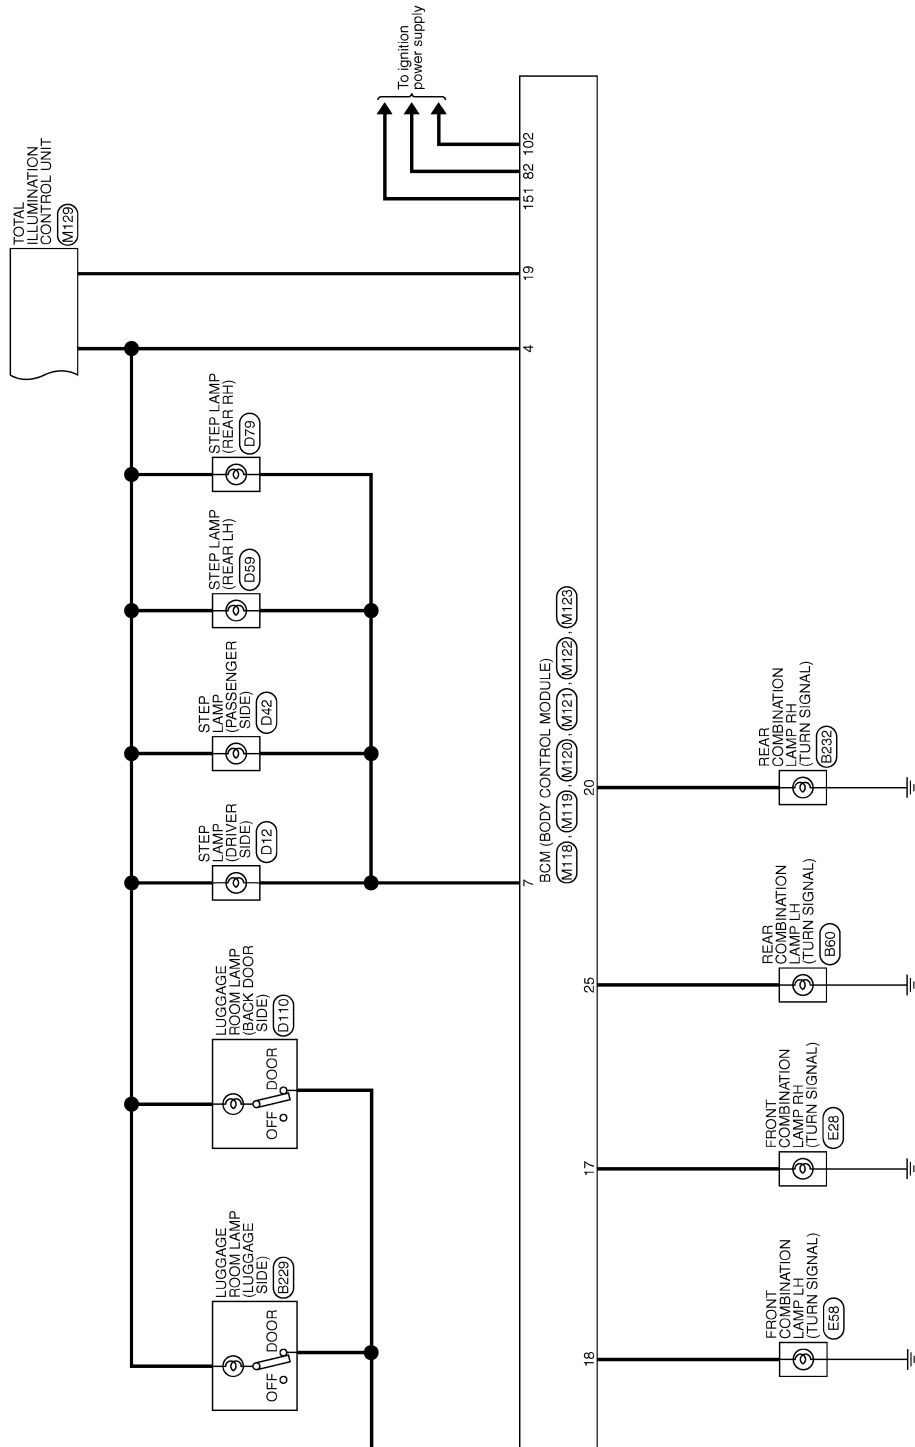 To ignition
power supply
102
82
151
19
4
TOTAL
ILLUMINATION
CONTROL UNIT
M129
STEP LAMP
(REAR RH)
D79
STEP LAMP
(REAR LH)
D59
STEP
LAMP
(PASSENGER
SIDE)
D42
STEP
LAMP
(DRIVER
SIDE)
D12
LUGGAGE
ROOM LAMP
(BACK DOOR
SIDE)
D110
OFF
DOOR
LUGGAGE
ROOM LAMP
(LUGGAGE
SIDE)
B229
OFF
DOOR
7
BCM (BODY CONTROL MODULE)
M118 , M119 , M120 , M121 , M122 , M123
20
REAR
COMBINATION
LAMP RH
(TURN SIGNAL)
B232
25
REAR
COMBINATION
LAMP LH
(TURN SIGNAL)
B60
17
FRONT
COMBINATION
LAMP RH
(TURN SIGNAL)
E28
18
FRONT
COMBINATION
LAMP LH
(TURN SIGNAL)
E58